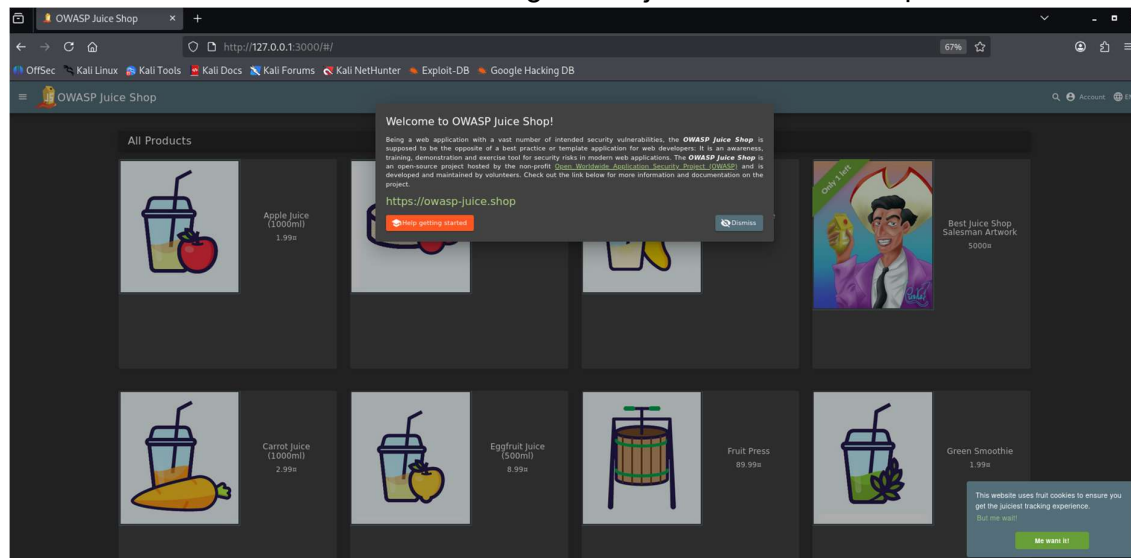 OWASP Juice Shop
http://127.0.0.1:3000/#/
67%
OffSec Kali Linux Kali Tools Kali Docs Kali Forums Kali NetHunter Exploit-DB Google Hacking DB
OWASP Juice Shop
Account
Welcome to OWASP Juice Shop!
Being a web application with a vast number of intended security vulnerabilities, the OWASP Juice Shop is
supposed to be the opposite of a best practice or template application for web developers: It is an awareness,
training, demonstration and exercise tool for security risks in modern web applications. The OWASP Juice Shop is
an open-source project hosted by the non-profit Open Worldwide Application Security Project (OWASP) and is
developed and maintained by volunteers. Check out the link below for more information and documentation on the
project.
https://owasp-juice.shop
Help getting started
Dismiss
All Products
Apple Juice
(1000ml)
1.99¤
Only 1 left
Best Juice Shop
Salesman Artwork
5000¤
Carrot Juice
(1000ml)
2.99¤
Eggfruit Juice
(500ml)
8.99¤
Fruit Press
89.99¤
Green Smoothie
1.99¤
This website uses fruit cookies to ensure you
get the juiciest tracking experience.
But me wait!
Me want it!